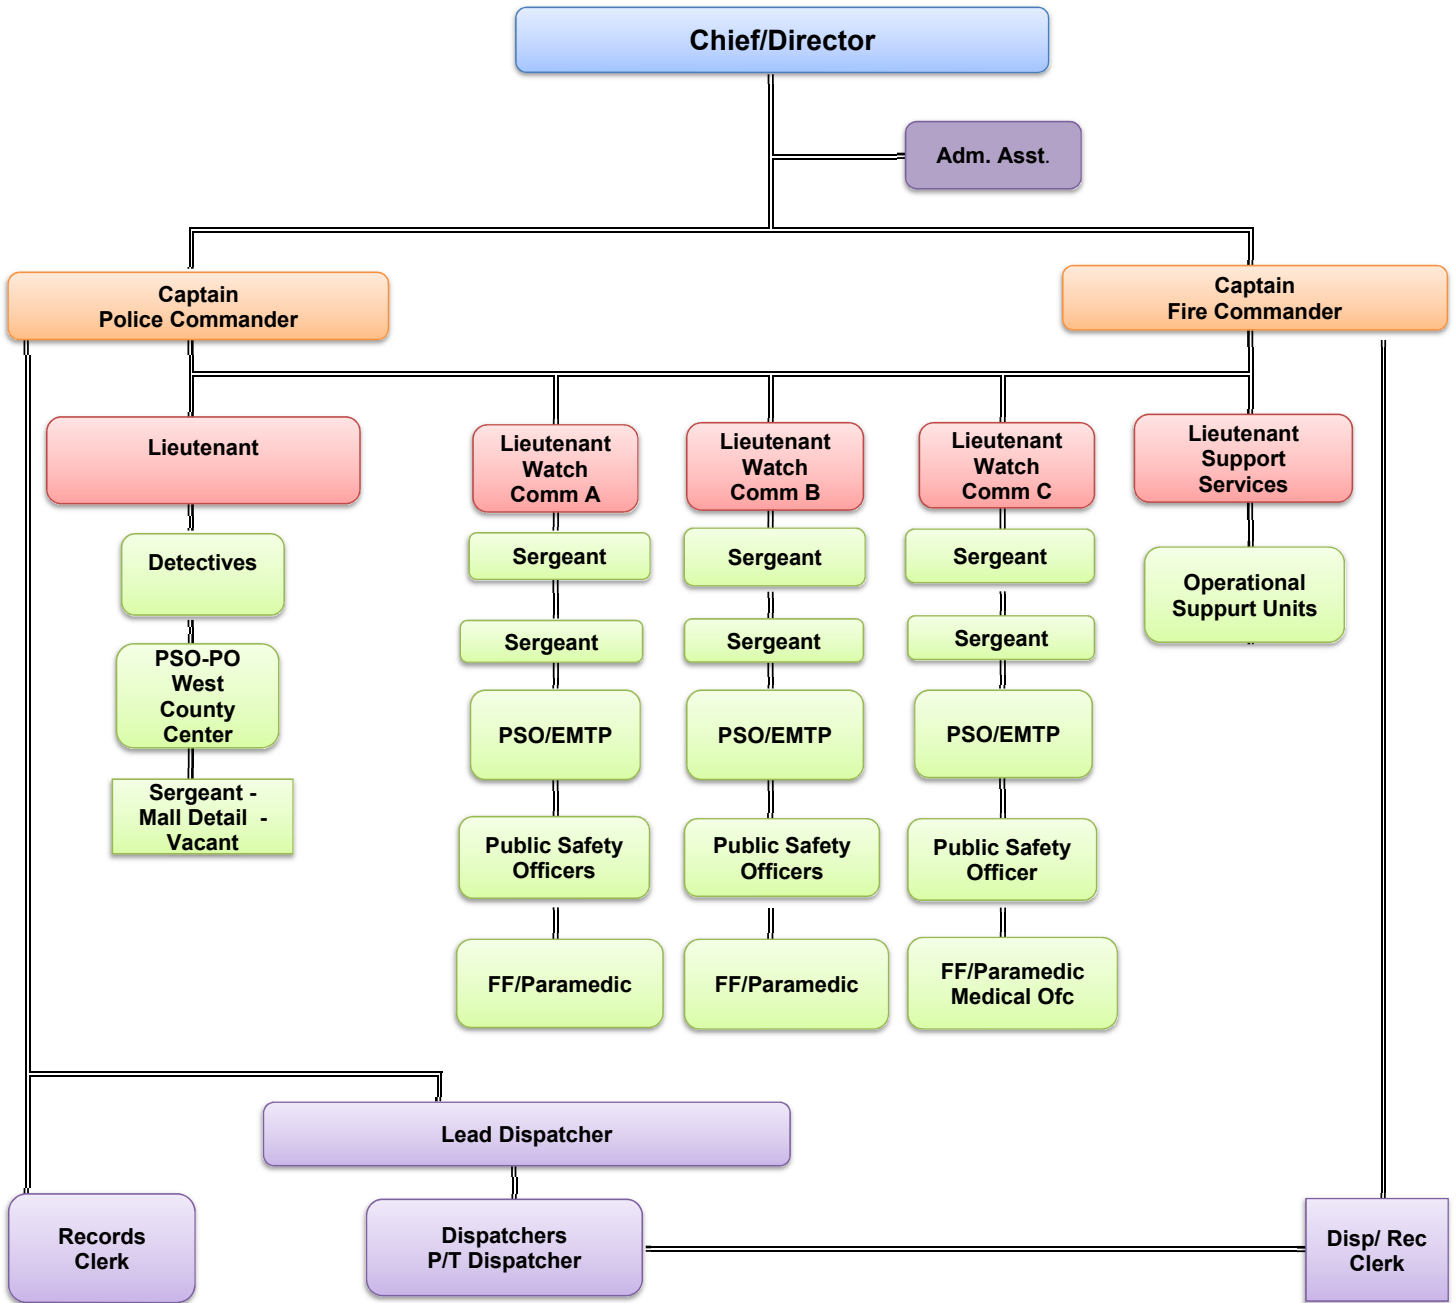 Chief/Director
Adm. Asst.
Captain
Police Commander
Captain
Fire Commander
Lieutenant
Lieutenant
Watch
Comm A
Lieutenant
Watch
Comm B
Lieutenant
Watch
Comm C
Lieutenant
Support
Services
Detectives
Sergeant
Sergeant
Sergeant
Operational
Suppurt Units
PSO-PO
West
County
Center
Sergeant
Sergeant
Sergeant
PSO/EMTP
PSO/EMTP
PSO/EMTP
Sergeant -
Mall Detail -
Vacant
Public Safety
Officers
Public Safety
Officers
Public Safety
Officer
FF/Paramedic
FF/Paramedic
FF/Paramedic
Medical Ofc
Lead Dispatcher
Records
Clerk
Dispatchers
P/T Dispatcher
Disp/ Rec
Clerk